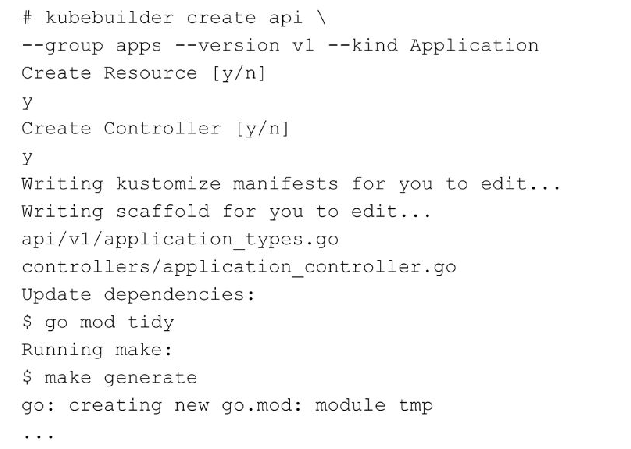 # kubebuilder create api \
--group apps --version v1 --kind Application
Create Resource [y/n]
y
Create Controller [y/n]
y
Writing kustomize manifests for you to edit...
Writing scaffold for you to edit...
api/v1/application_types.go
controllers/application_controller.go
Update dependencies:
$ go mod tidy
Running make:
$ make generate
go: creating new go.mod: module tmp
...